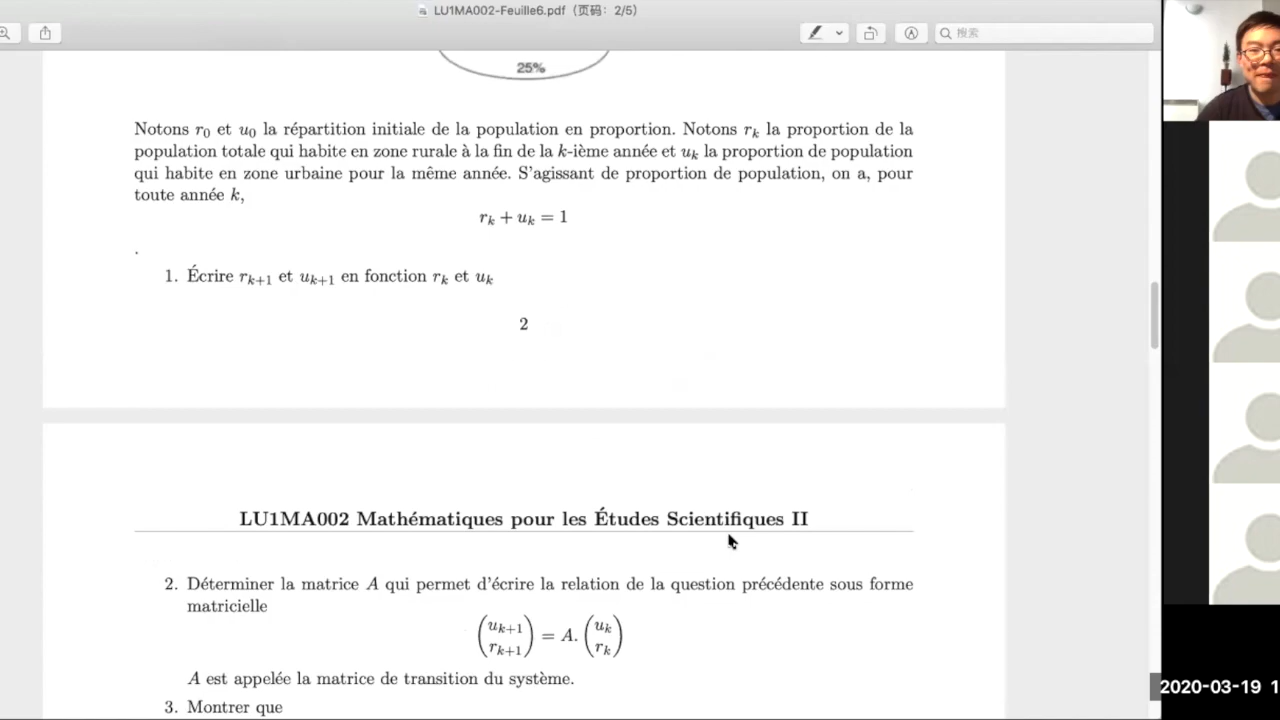 LU1MA002-Feuille6.pdf（页码：2/5）
搜索
25%
Notons r₀ et u₀ la répartition initiale de la population en proportion. Notons rₖ la proportion de la
population totale qui habite en zone rurale à la fin de la k-ième année et uₖ la proportion de population
qui habite en zone urbaine pour la même année. S'agissant de proportion de population, on a, pour
toute année k,
rₖ + uₖ = 1
.
1. Écrire rₖ₊₁ et uₖ₊₁ en fonction rₖ et uₖ
2
LU1MA002 Mathématiques pour les Études Scientifiques II
2. Déterminer la matrice A qui permet d'écrire la relation de la question précédente sous forme
matricielle
(uₖ₊₁ rₖ₊₁) = A. (uₖ rₖ)
A est appelée la matrice de transition du système.
3. Montrer que
2020-03-19 1